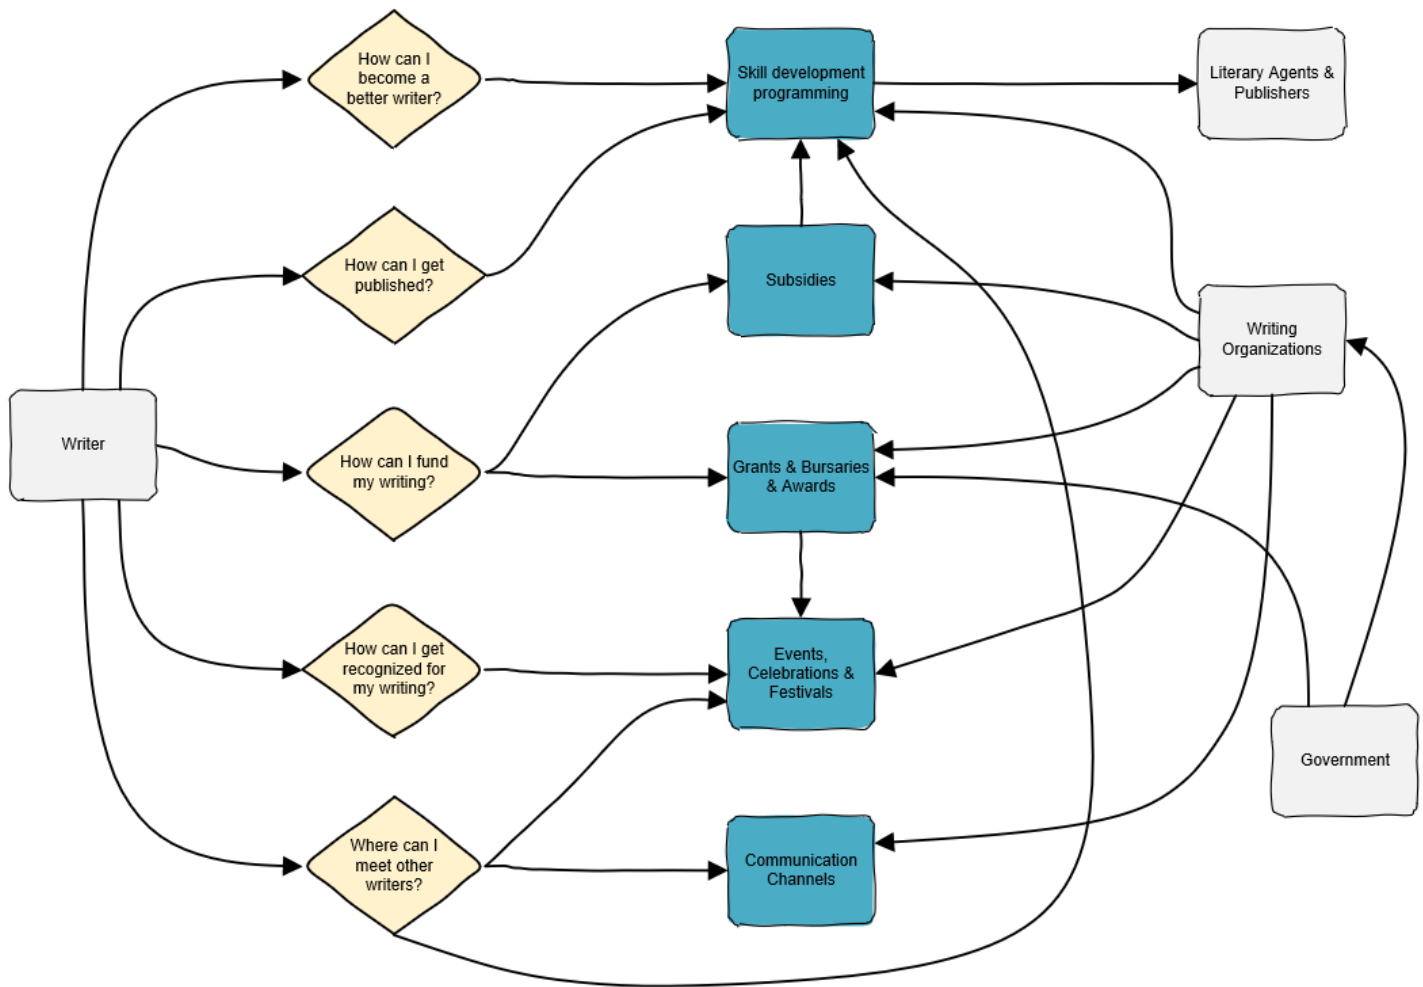 How can I
become a
better writer?
Skill development
programming
Literary Agents &
Publishers
How can I get
published?
Subsidies
Writing
Organizations
Writer
How can I fund
my writing?
Grants & Bursaries
& Awards
How can I get
recognized for
my writing?
Events,
Celebrations &
Festivals
Government
Where can I
meet other
writers?
Communication
Channels